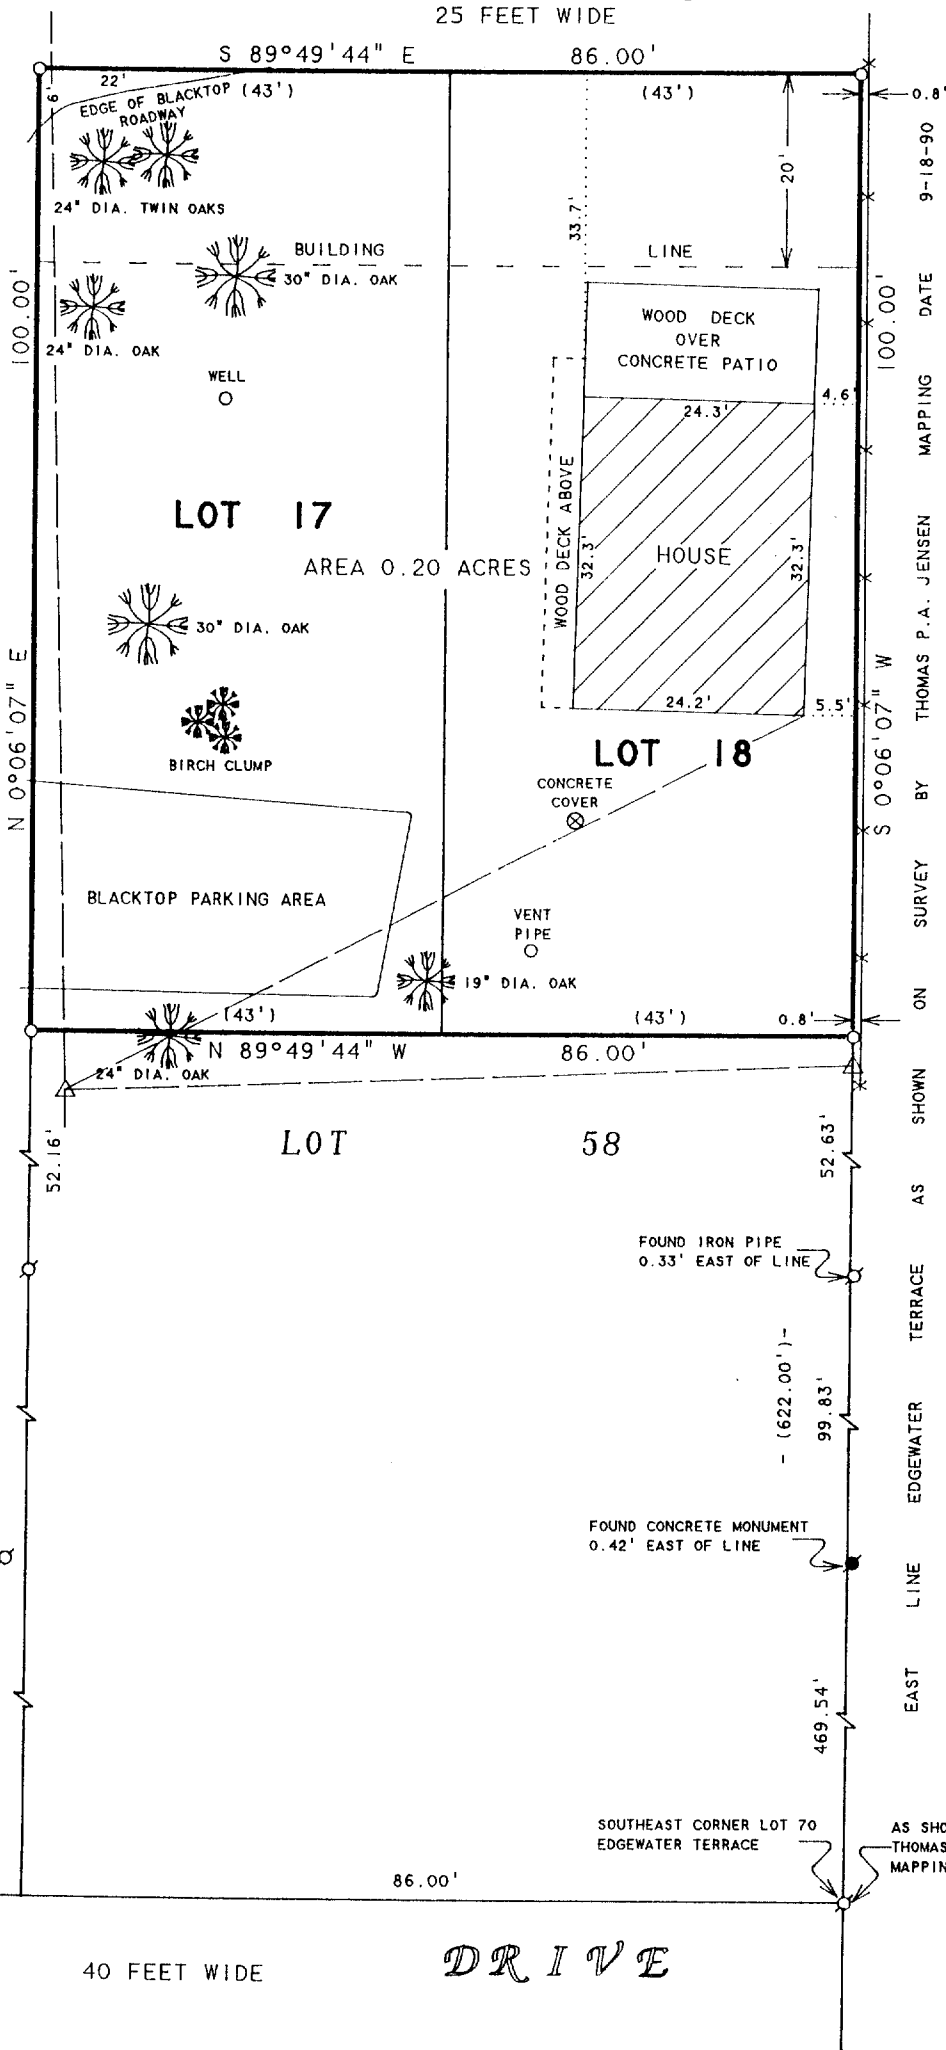 25 FEET WIDE
S 89°49'44" E 86.00'
22' (43') (43')
6'
EDGE OF BLACKTOP
ROADWAY
0.8'
20'
33.7'
24" DIA. TWIN OAKS
BUILDING LINE
30" DIA. OAK
100.00'
24" DIA. OAK
WOOD DECK
OVER
CONCRETE PATIO
100.00'
WELL
4.6'
24.3'
LOT 17
WOOD DECK ABOVE
32.3'
HOUSE
32.3'
AREA 0.20 ACRES
30" DIA. OAK
N 0°06'07" E
S 0°06'07" W
24.2'
5.5'
BIRCH CLUMP
LOT 18
CONCRETE
COVER
BLACKTOP PARKING AREA
VENT
PIPE
19" DIA. OAK
(43') (43') 0.8'
N 89°49'44" W 86.00'
24" DIA. OAK
LOT 58
52.16'
52.63'
FOUND IRON PIPE
0.33' EAST OF LINE
(622.00')
99.83'
FOUND CONCRETE MONUMENT
0.42' EAST OF LINE
469.54'
EAST LINE EDGEWATER TERRACE AS SHOWN ON SURVEY BY THOMAS P.A. JENSEN MAPPING DATE 9-18-90
SOUTHEAST CORNER LOT 70
EDGEWATER TERRACE
AS SHO
THOMAS
MAPPIN
86.00'
40 FEET WIDE
DRIVE